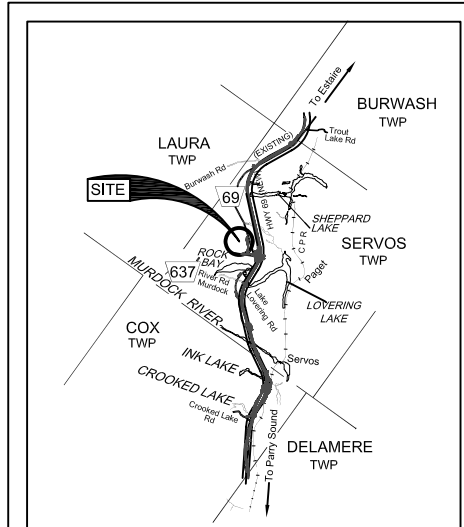 To Estaire
BURWASH
TWP
Trout
Lake Rd
LAURA
TWP
(EXISTING)
Burwash Rd
SITE
69
HWY 69
NEW
CPR
SHEPPARD
LAKE
SERVOS
TWP
ROCK
BAY
637
River Rd
Murdock
Paget
MURDOCK RIVER
Lake
Lovering Rd
LOVERING
LAKE
COX
TWP
Servos
INK LAKE
CROOKED LAKE
Crooked Lake
Rd
To Parry Sound
DELAMERE
TWP